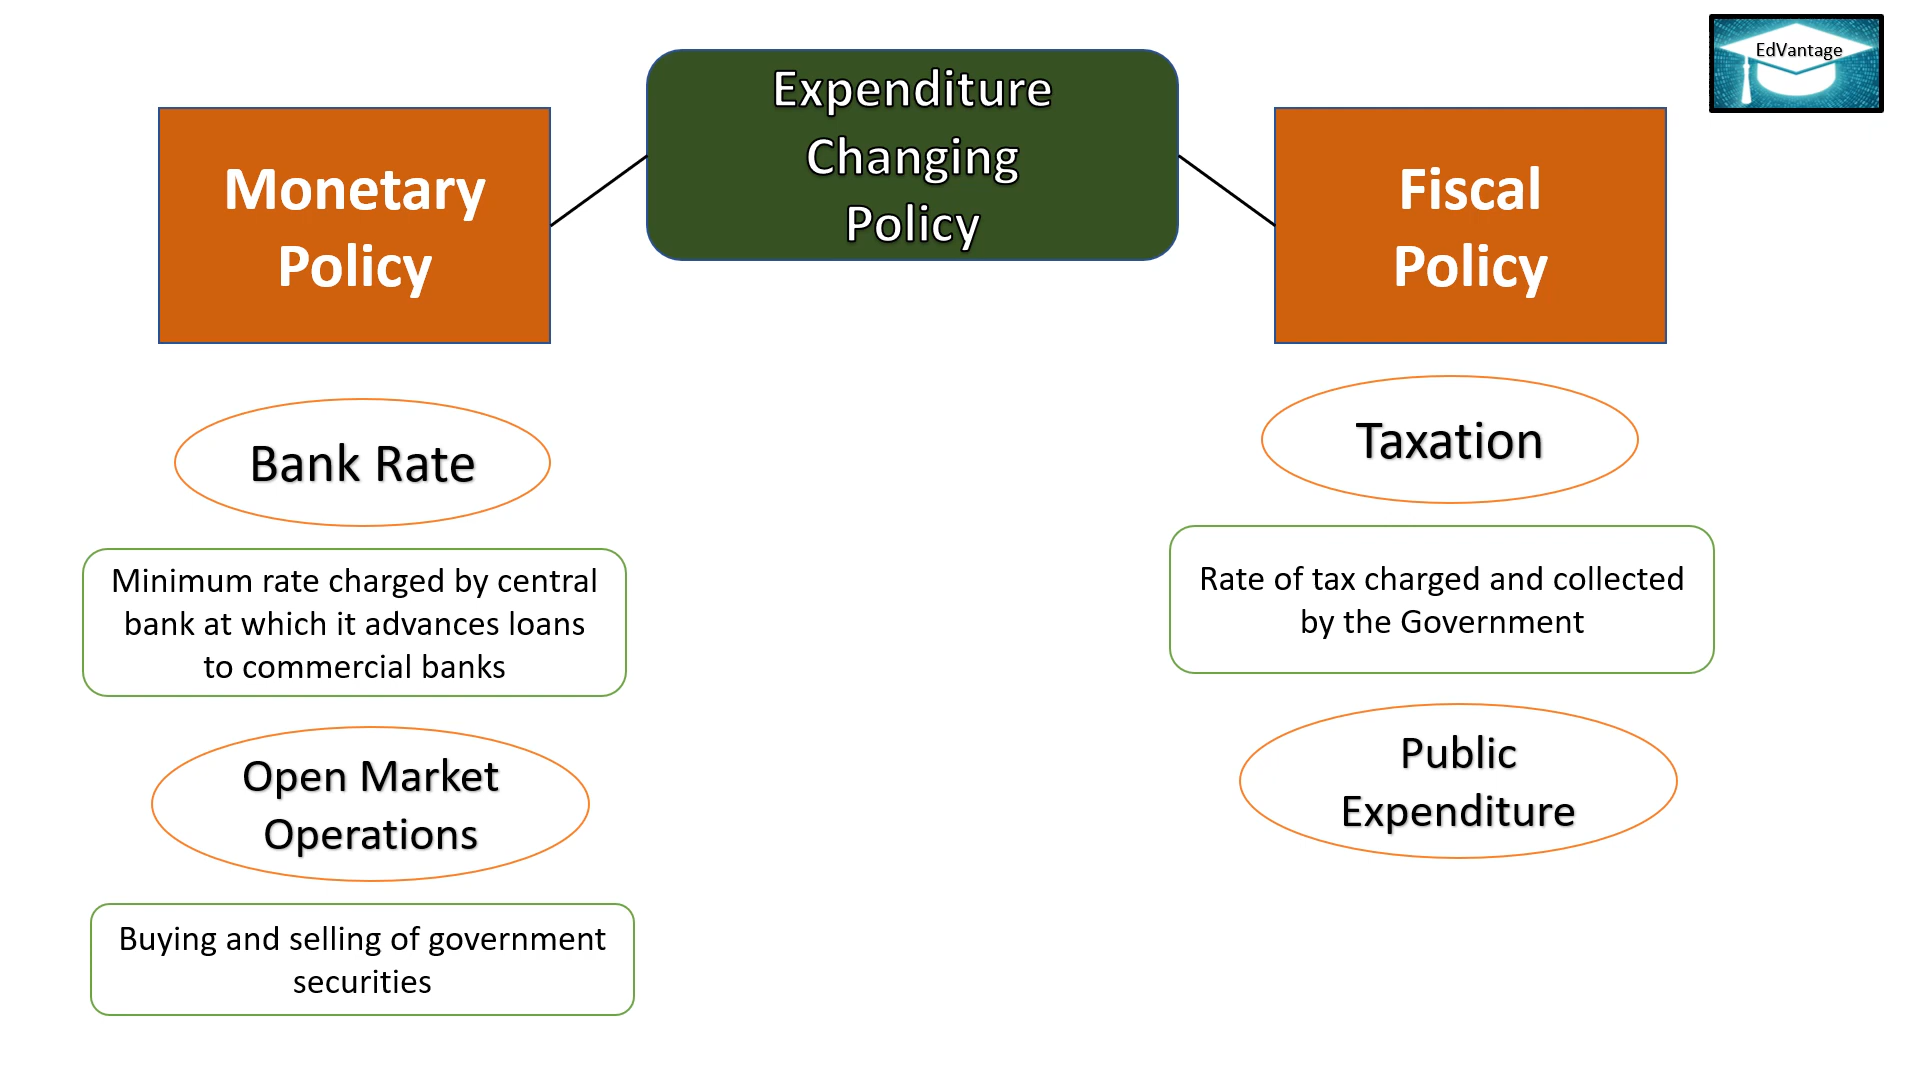 EdVantage
Expenditure
Changing
Policy
Monetary
Policy
Fiscal
Policy
Bank Rate
Minimum rate charged by central
bank at which it advances loans
to commercial banks
Open Market
Operations
Buying and selling of government
securities
Taxation
Rate of tax charged and collected
by the Government
Public
Expenditure